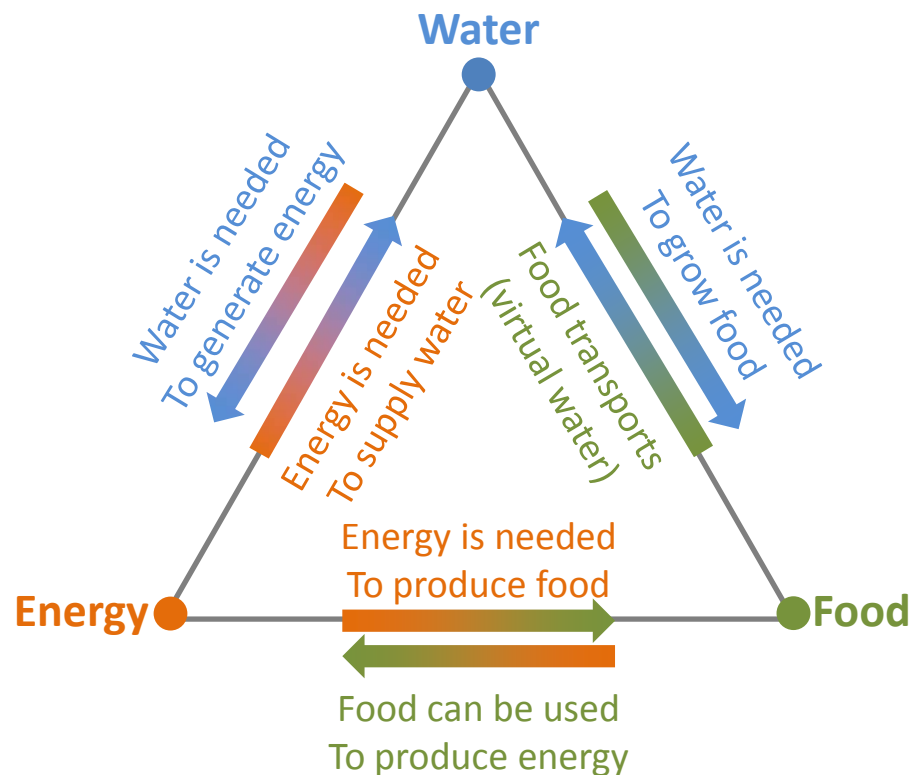 Water
Water is needed
To generate energy
Energy is needed
To supply water
Water is needed
To grow food
Food transports
(virtual water)
Energy is needed
To produce food
Energy
Food
Food can be used
To produce energy